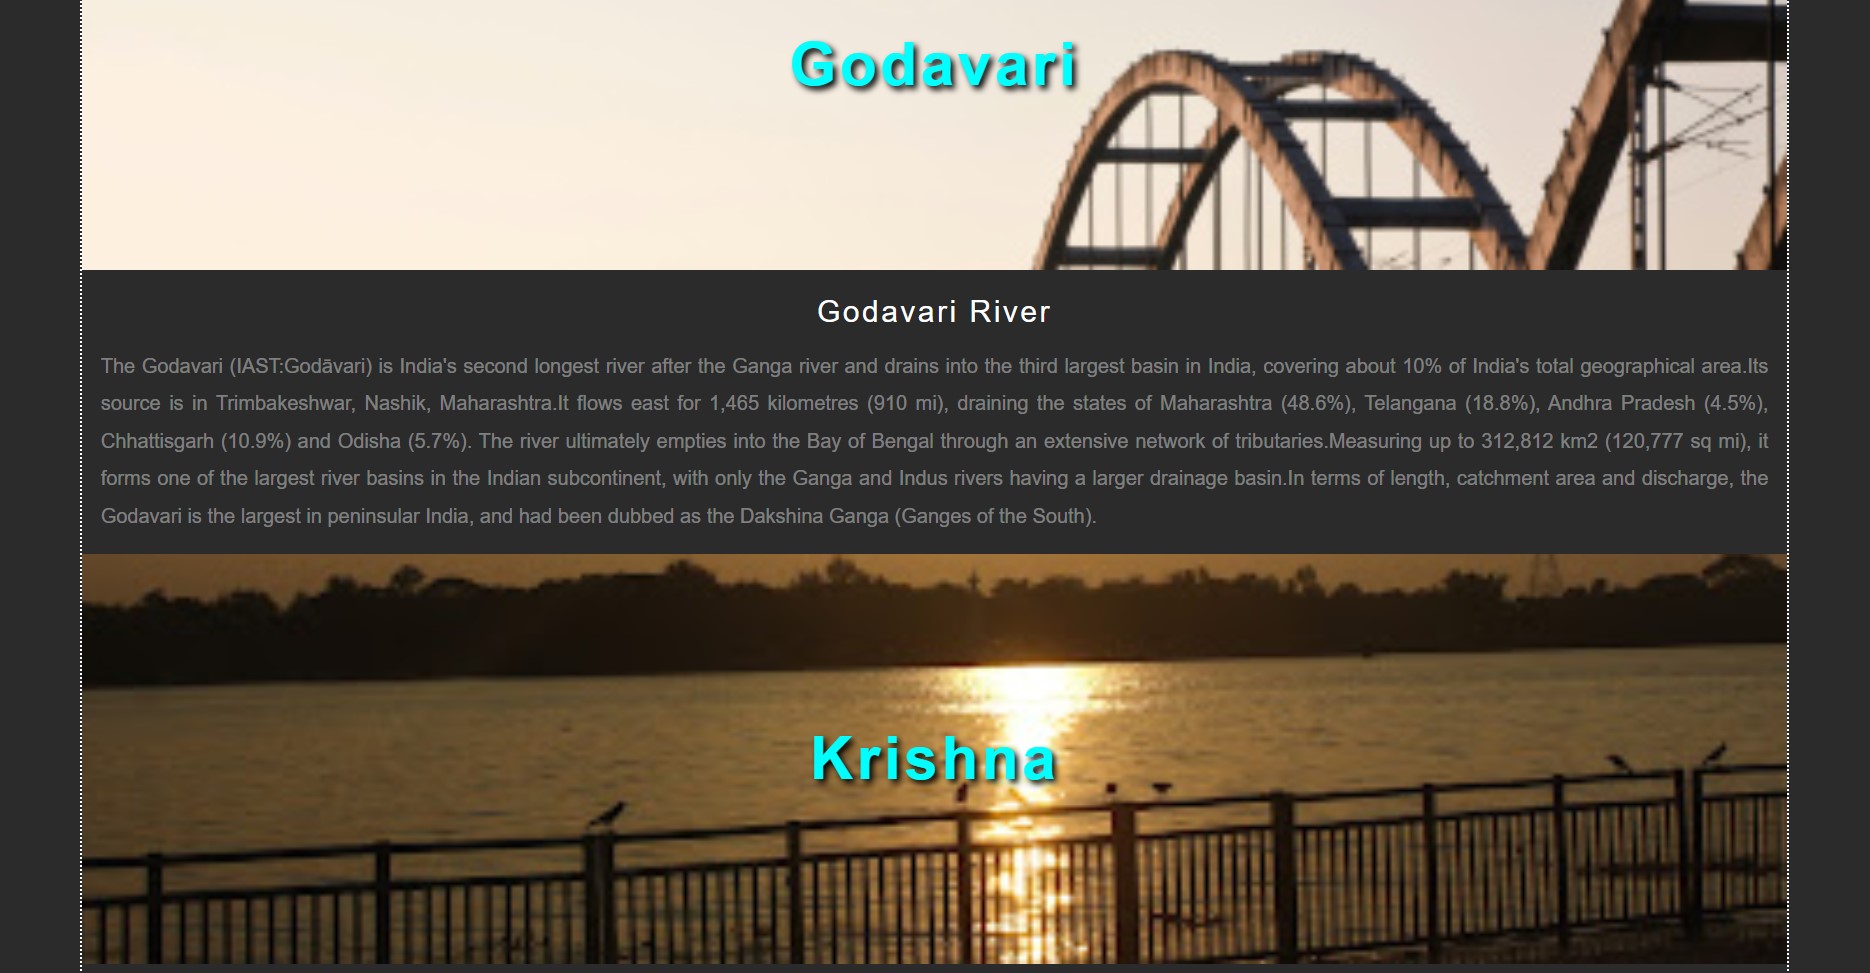 Godavari
Godavari River
The Godavari (IAST:Godāvari) is India's second longest river after the Ganga river and drains into the third largest basin in India, covering about 10% of India's total geographical area.Its
source is in Trimbakeshwar, Nashik, Maharashtra.It flows east for 1,465 kilometres (910 mi), draining the states of Maharashtra (48.6%), Telangana (18.8%), Andhra Pradesh (4.5%),
Chhattisgarh (10.9%) and Odisha (5.7%). The river ultimately empties into the Bay of Bengal through an extensive network of tributaries.Measuring up to 312,812 km2 (120,777 sq mi), it
forms one of the largest river basins in the Indian subcontinent, with only the Ganga and Indus rivers having a larger drainage basin.In terms of length, catchment area and discharge, the
Godavari is the largest in peninsular India, and had been dubbed as the Dakshina Ganga (Ganges of the South).
Krishna